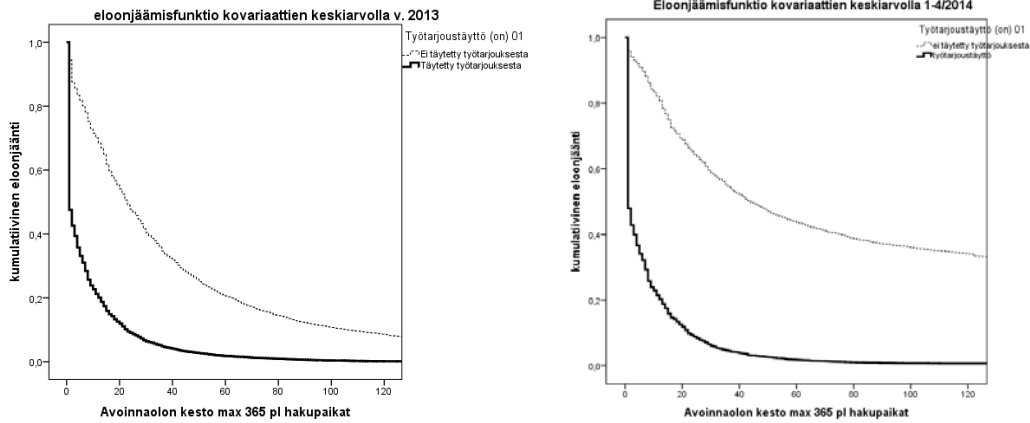 eloonjäämisfunktio kovariaattien keskiarvolla v. 2013
Työtarjoustäyttö (on) 01
Ei täytetty työtarjouksesta
Täytetty työtarjouksesta
kumulatiivinen eloonjäänti
1,0
0,8
0,6
0,4
0,2
0,0
0 20 40 60 80 100 120
Avoinnaolon kesto max 365 pl hakupaikat
Eloonjäämisfunktio kovariaattien keskiarvolla 1-4/2014
Työtarjoustäyttö (on) 01
ei täytetty työtarjouksesta
työtarjoustäyttö
kumulatiivinen eloonjäänti
1,0
0,8
0,6
0,4
0,2
0,0
0 20 40 60 80 100 120
Avoinnaolon kesto max 365 pl hakupaikat